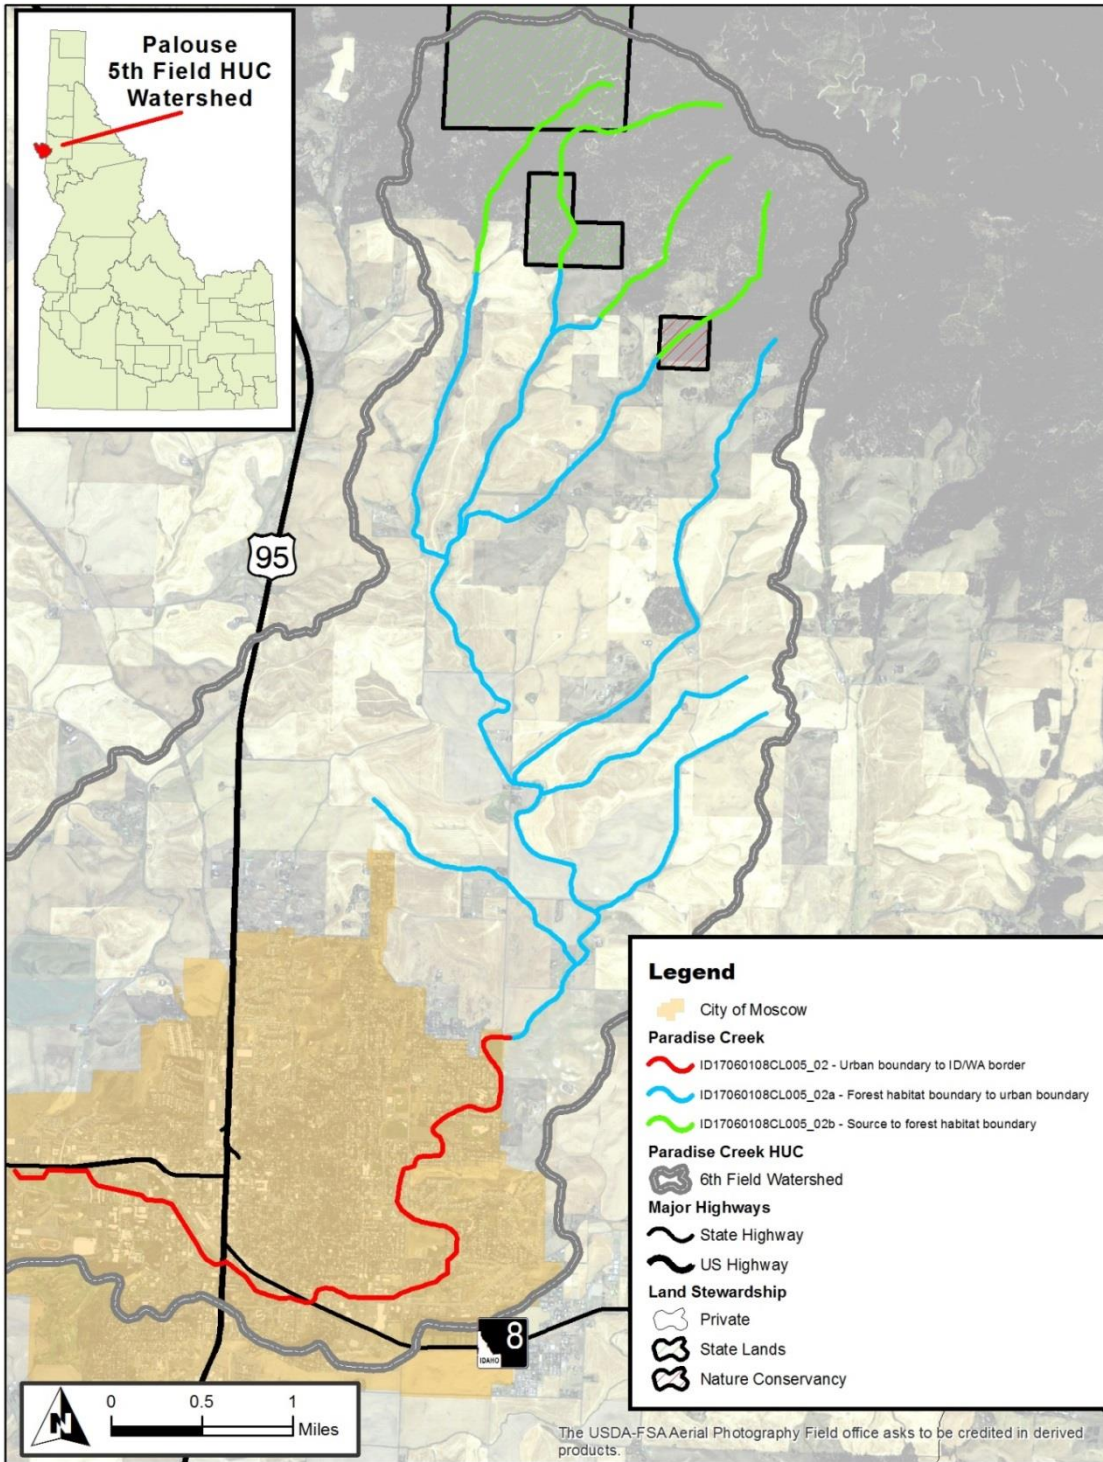 Palouse
5th Field HUC
Watershed
95
Legend
City of Moscow
Paradise Creek
ID17060108CL005_02 - Urban boundary to ID/WA border
ID17060108CL005_02a - Forest habitat boundary to urban boundary
ID17060108CL005_02b - Source to forest habitat boundary
Paradise Creek HUC
6th Field Watershed
Major Highways
State Highway
US Highway
Land Stewardship
Private
State Lands
Nature Conservancy
8
IDAHO
N
0 0.5 1
Miles
The USDA-FSA Aerial Photography Field office asks to be credited in derived
products.